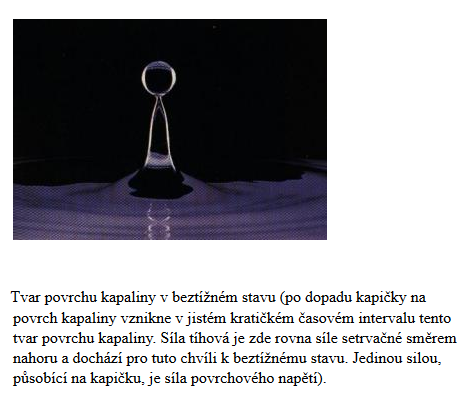 Tvar povrchu kapaliny v beztížném stavu (po dopadu kapičky na
povrch kapaliny vznikne v jistém kratičkém časovém intervalu tento
tvar povrchu kapaliny. Síla tíhová je zde rovna síle setrvačné směrem
nahoru a dochází pro tuto chvíli k beztížnému stavu. Jedinou silou,
působící na kapičku, je síla povrchového napětí).